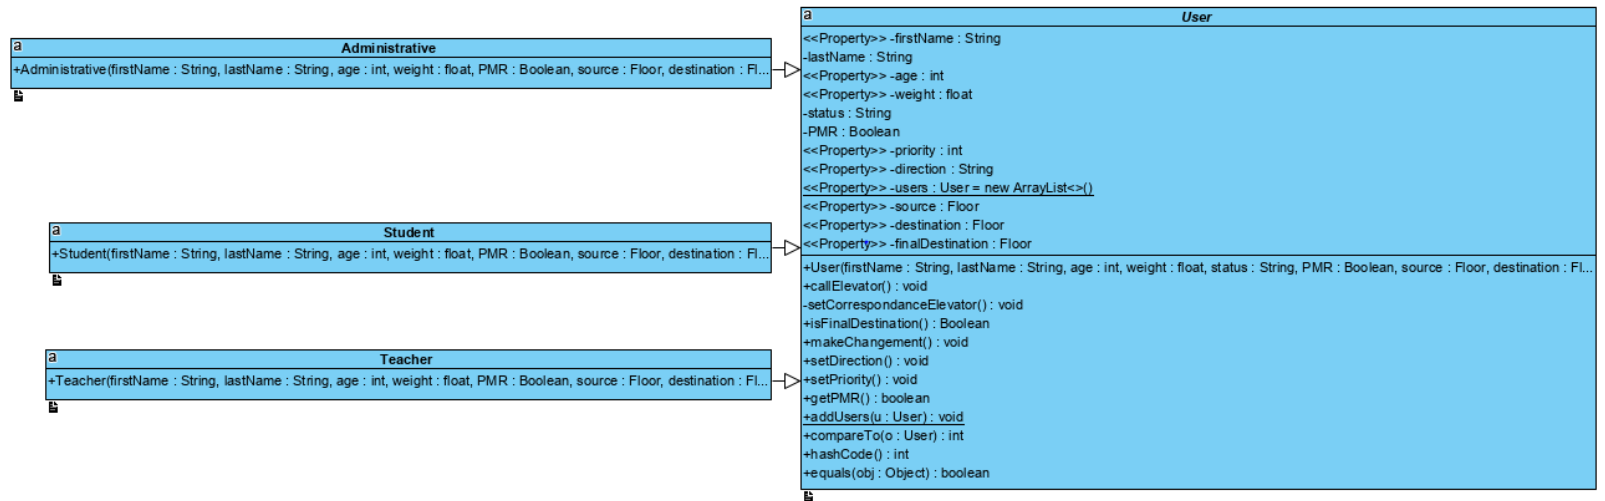 a
Administrative
+Administrative(firstName : String, lastName : String, age : int, weight : float, PMR : Boolean, source : Floor, destination : Fl...
a
Student
+Student(firstName : String, lastName : String, age : int, weight : float, PMR : Boolean, source : Floor, destination : Fl...
a
Teacher
+Teacher(firstName : String, lastName : String, age : int, weight : float, PMR : Boolean, source : Floor, destination : Fl...
a
User
<<Property>> -firstName : String
-lastName : String
<<Property>> -age : int
<<Property>> -weight : float
-status : String
-PMR : Boolean
<<Property>> -priority : int
<<Property>> -direction : String
<<Property>> -users : User = new ArrayList<>()
<<Property>> -source : Floor
<<Property>> -destination : Floor
<<Property>> -finalDestination : Floor
+User(firstName : String, lastName : String, age : int, weight : float, status : String, PMR : Boolean, source : Floor, destination : Fl...
+callElevator() : void
-setCorrespondanceElevator() : void
+isFinalDestination() : Boolean
+makeChangement() : void
+setDirection() : void
+setPriority() : void
+getPMR() : boolean
+addUsers(u : User) : void
+compareTo(o : User) : int
+hashCode() : int
+equals(obj : Object) : boolean